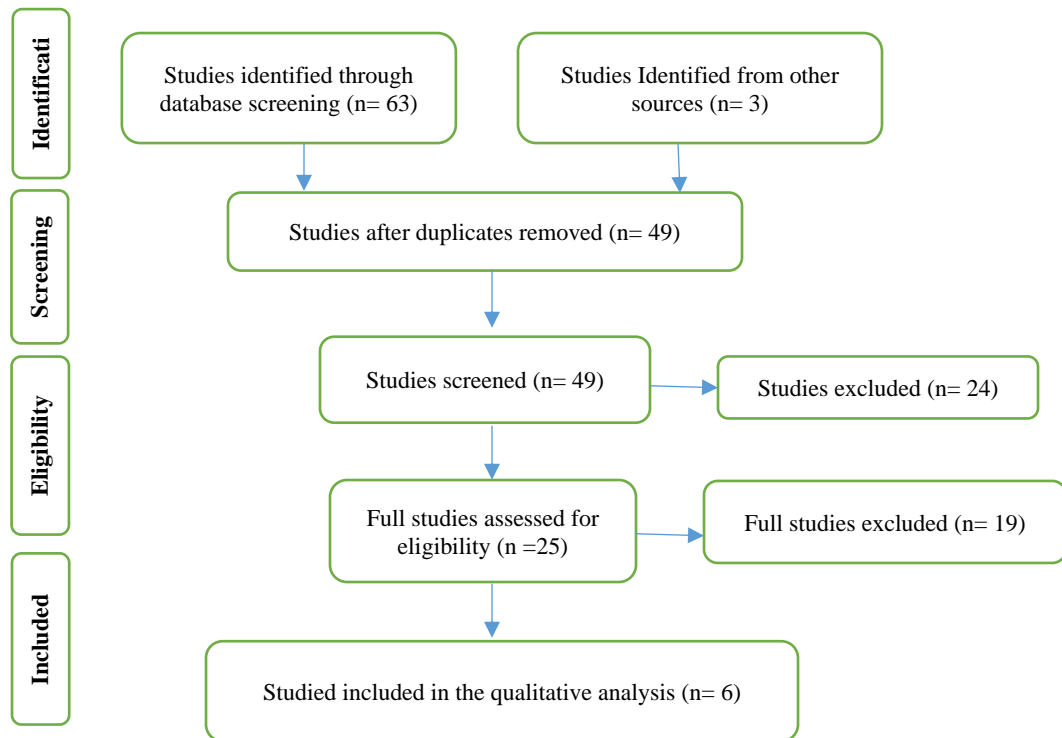 Identificati
Studies identified through
database screening (n= 63)
Studies Identified from other
sources (n= 3)
Screening
Studies after duplicates removed (n= 49)
Eligibility
Studies screened (n= 49)
Studies excluded (n= 24)
Full studies assessed for
eligibility (n =25)
Full studies excluded (n= 19)
Included
Studied included in the qualitative analysis (n= 6)